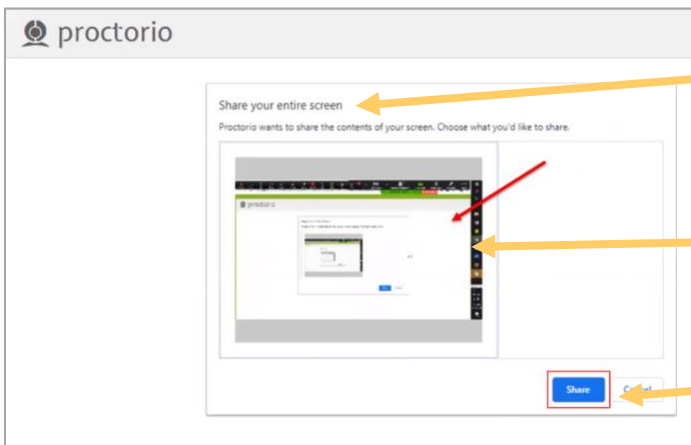 proctorio
Share your entire screen
Proctorio wants to share the contents of your screen. Choose what you'd like to share.
proctorio
Share
Cancel